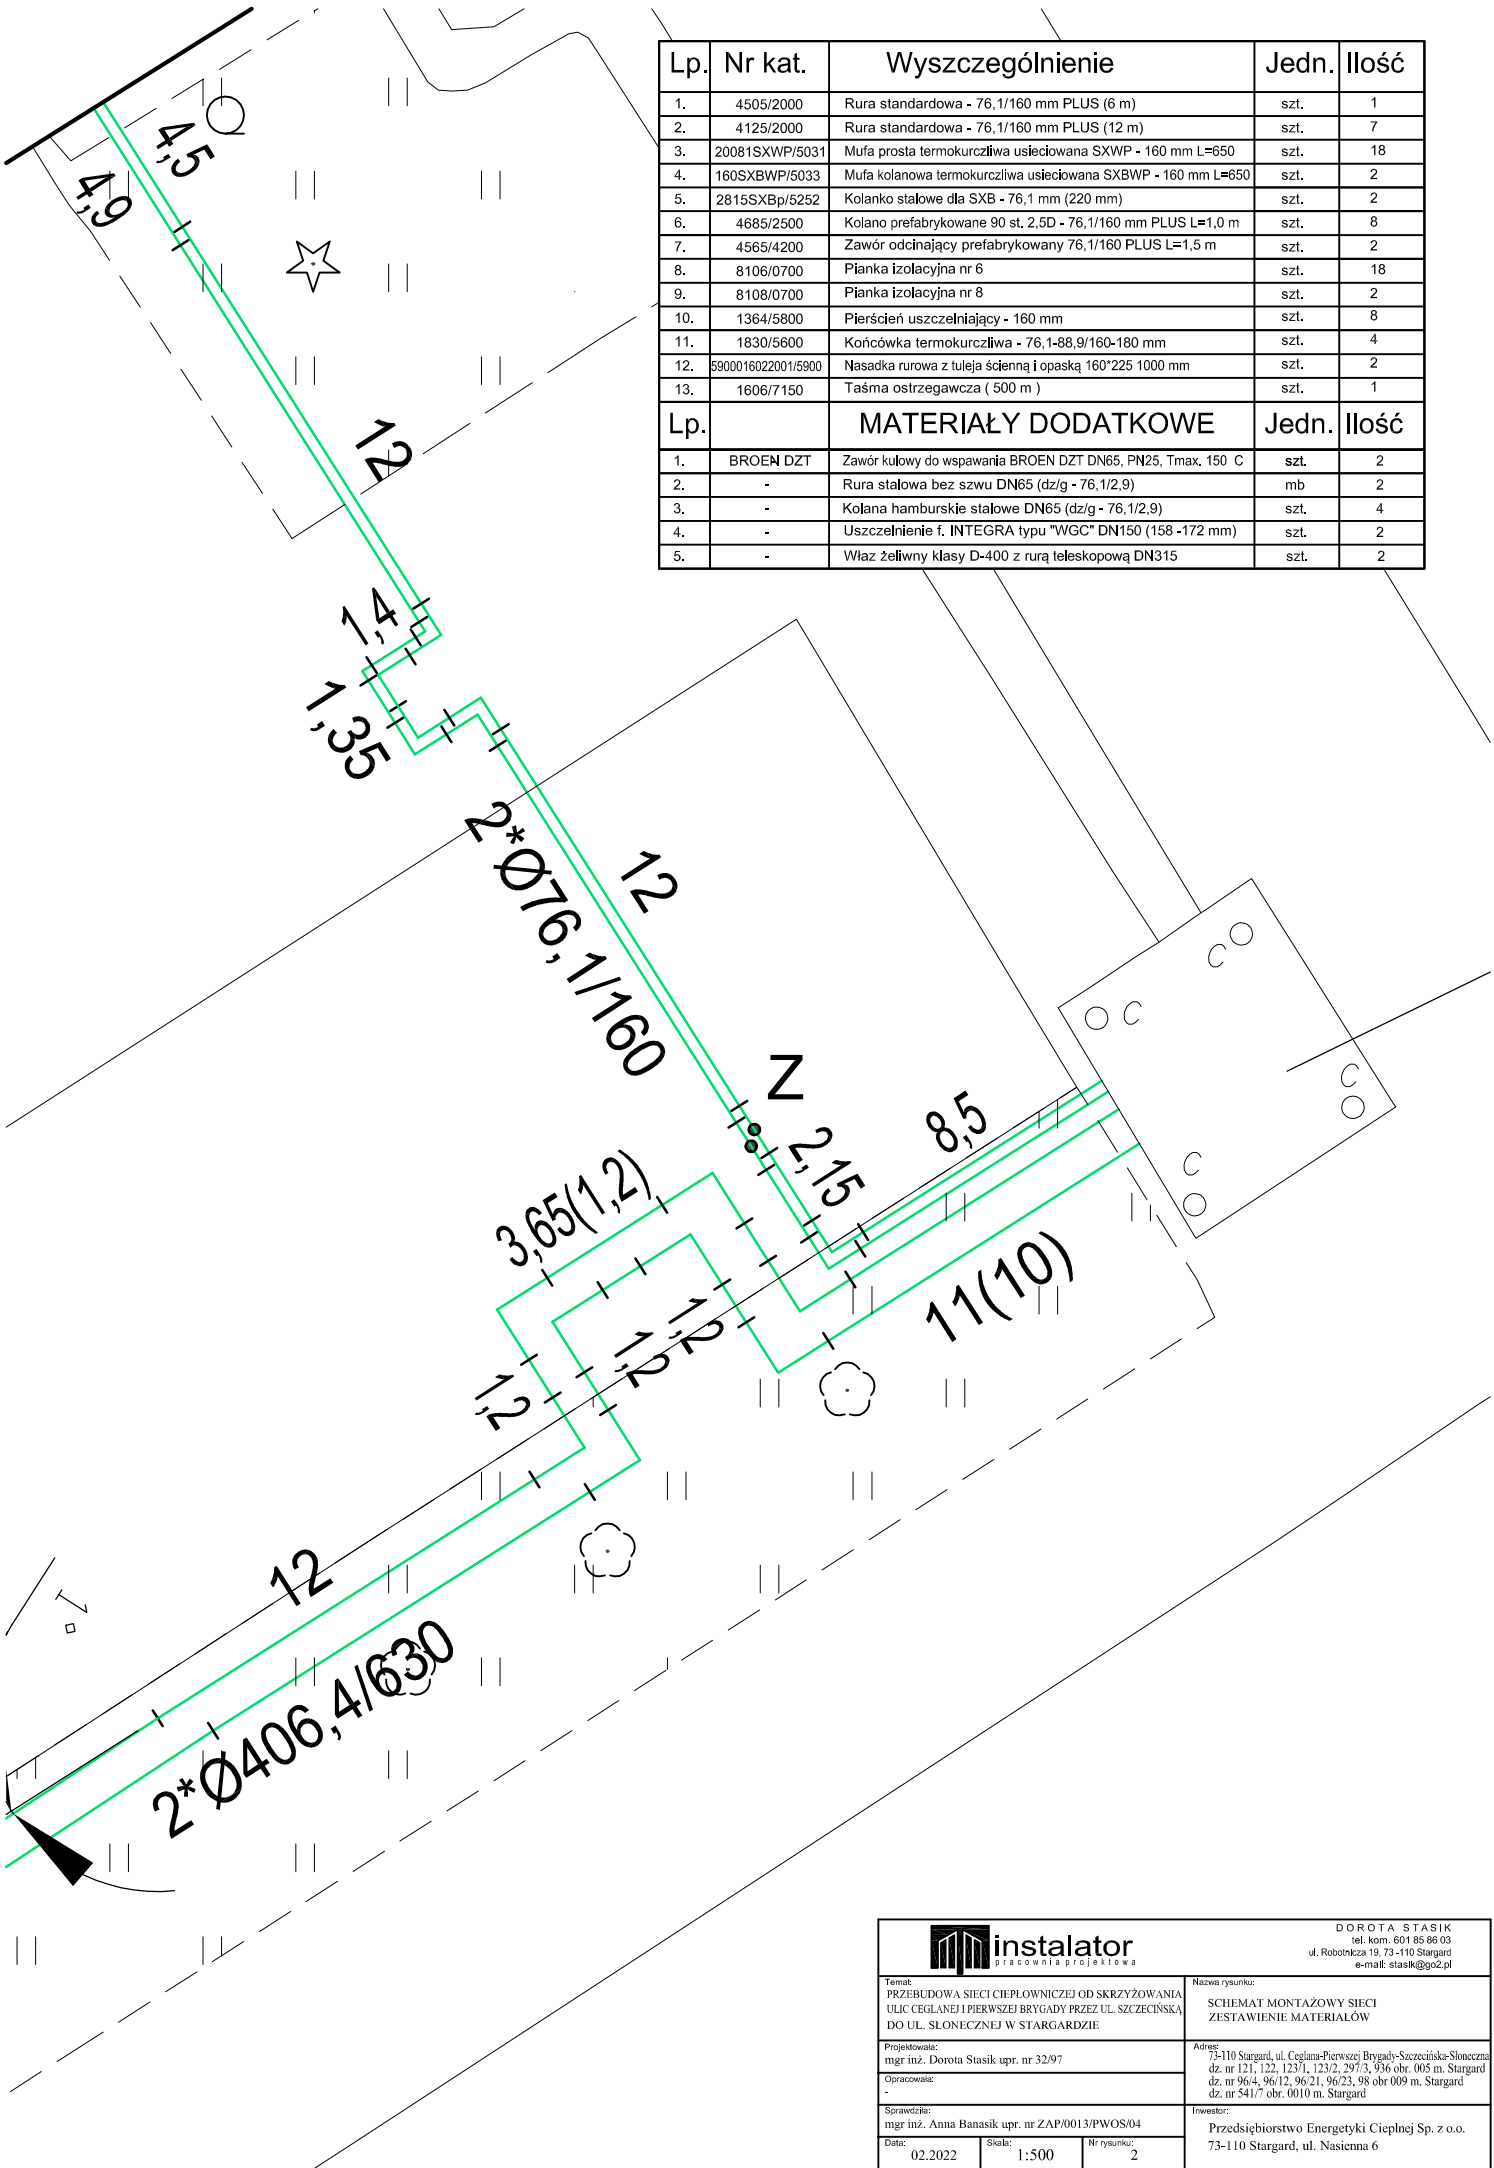 Lp. Nr kat. Wyszczególnienie Jedn. Ilość
1. 4505/2000 Rura standardowa - 76,1/160 mm PLUS (6 m) szt. 1
2. 4125/2000 Rura standardowa - 76,1/160 mm PLUS (12 m) szt. 7
3. 20081SXWP/5031 Mufa prosta termokurczliwa usieciowana SXWP - 160 mm L=650 szt. 18
4. 160SXBWP/5033 Mufa kolanowa termokurczliwa usieciowana SXBWP - 160 mm L=650 szt. 2
5. 2815SXBp/5252 Kolanko stalowe dla SXB - 76,1 mm (220 mm) szt. 2
6. 4685/2500 Kolano prefabrykowane 90 st. 2,5D - 76,1/160 mm PLUS L=1,0 m szt. 8
7. 4565/4200 Zawór odcinający prefabrykowany 76,1/160 PLUS L=1,5 m szt. 2
8. 8106/0700 Pianka izolacyjna nr 6 szt. 18
9. 8108/0700 Pianka izolacyjna nr 8 szt. 2
10. 1364/5800 Pierścień uszczelniający - 160 mm szt. 8
11. 1830/5600 Końcówka termokurczliwa - 76,1-88,9/160-180 mm szt. 4
12. 5900016022001/5900 Nasadka rurowa z tuleja ścienną i opaską 160*225 1000 mm szt. 2
13. 1606/7150 Taśma ostrzegawcza ( 500 m ) szt. 1
Lp. MATERIAŁY DODATKOWE Jedn. Ilość
1. BROEN DZT Zawór kulowy do wspawania BROEN DZT DN65, PN25, Tmax. 150 C szt. 2
2. - Rura stalowa bez szwu DN65 (dz/g - 76,1/2,9) mb 2
3. - Kolana hamburskie stalowe DN65 (dz/g - 76,1/2,9) szt. 4
4. - Uszczelnienie f. INTEGRA typu "WGC" DN150 (158 -172 mm) szt. 2
5. - Właz żeliwny klasy D-400 z rurą teleskopową DN315 szt. 2
4,5
4,9
12
1,4
1,35
12
2*Ø76,1/160
Z
2,15
8,5
3,65(1,2)
11(10)
1,2
1,2
1,2
C
C
C
C
12
2*Ø406,4/630
instalator
pracownia projektowa
DOROTA STASIK
tel. kom. 601 85 86 03
ul. Robotnicza 19, 73 -110 Stargard
e-mail: stasik@go2.pl
Temat:
PRZEBUDOWA SIECI CIEPŁOWNICZEJ OD SKRZYŻOWANIA
ULIC CEGLANEJ I PIERWSZEJ BRYGADY PRZEZ UL. SZCZECIŃSKĄ
DO UL. SŁONECZNEJ W STARGARDZIE
Nazwa rysunku:
SCHEMAT MONTAŻOWY SIECI
ZESTAWIENIE MATERIAŁÓW
Projektowała:
mgr inż. Dorota Stasik upr. nr 32/97
Opracowała:
-
Sprawdziła:
mgr inż. Anna Banasik upr. nr ZAP/0013/PWOS/04
Adres:
73-110 Stargard, ul. Ceglana-Pierwszej Brygady-Szczecińska-Słoneczna
dz. nr 121, 122, 123/1, 123/2, 297/3, 936 obr. 005 m. Stargard
dz. nr 96/4, 96/12, 96/21, 96/23, 98 obr 009 m. Stargard
dz. nr 541/7 obr. 0010 m. Stargard
Inwestor:
Przedsiębiorstwo Energetyki Cieplnej Sp. z o.o.
73-110 Stargard, ul. Nasienna 6
Data: 02.2022
Skala: 1:500
Nr rysunku: 2